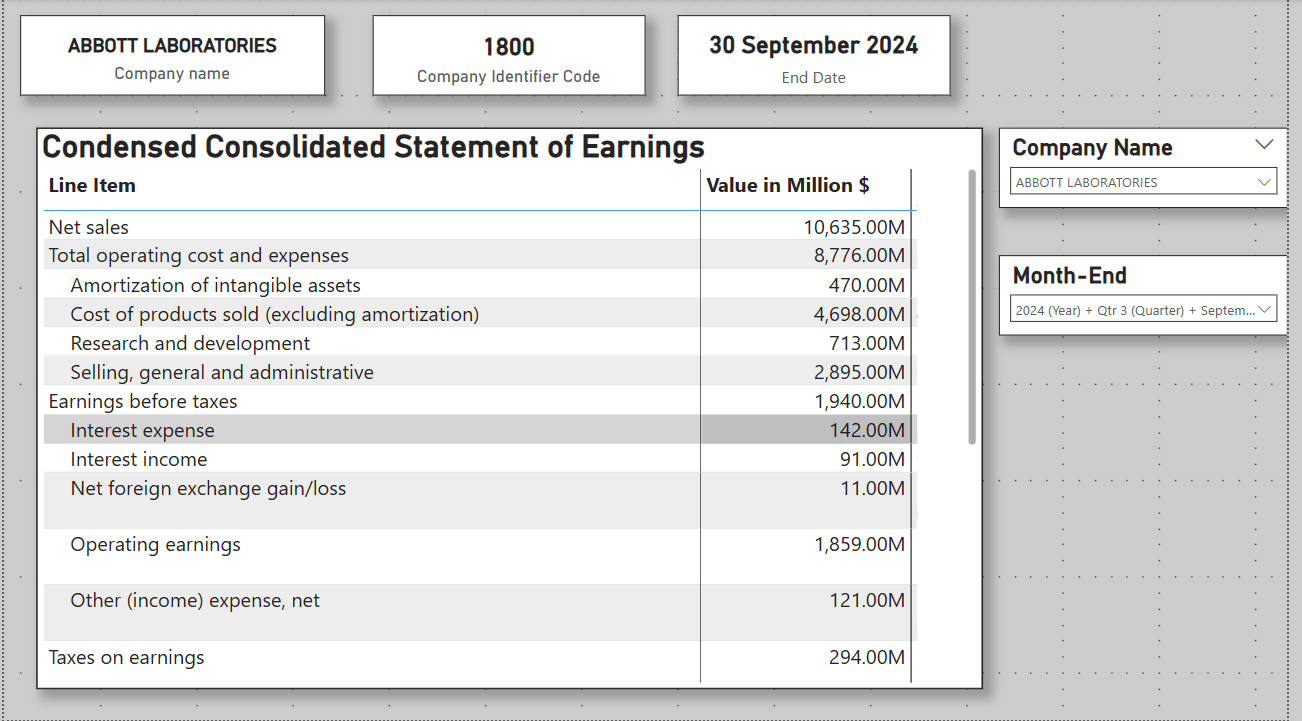 ABBOTT LABORATORIES
Company name
1800
Company Identifier Code
30 September 2024
End Date
Condensed Consolidated Statement of Earnings
Line Item Value in Million $
Net sales 10,635.00M
Total operating cost and expenses 8,776.00M
Amortization of intangible assets 470.00M
Cost of products sold (excluding amortization) 4,698.00M
Research and development 713.00M
Selling, general and administrative 2,895.00M
Earnings before taxes 1,940.00M
Interest expense 142.00M
Interest income 91.00M
Net foreign exchange gain/loss 11.00M
Operating earnings 1,859.00M
Other (income) expense, net 121.00M
Taxes on earnings 294.00M
Company Name
ABBOTT LABORATORIES
Month-End
2024 (Year) + Qtr 3 (Quarter) + Septem...